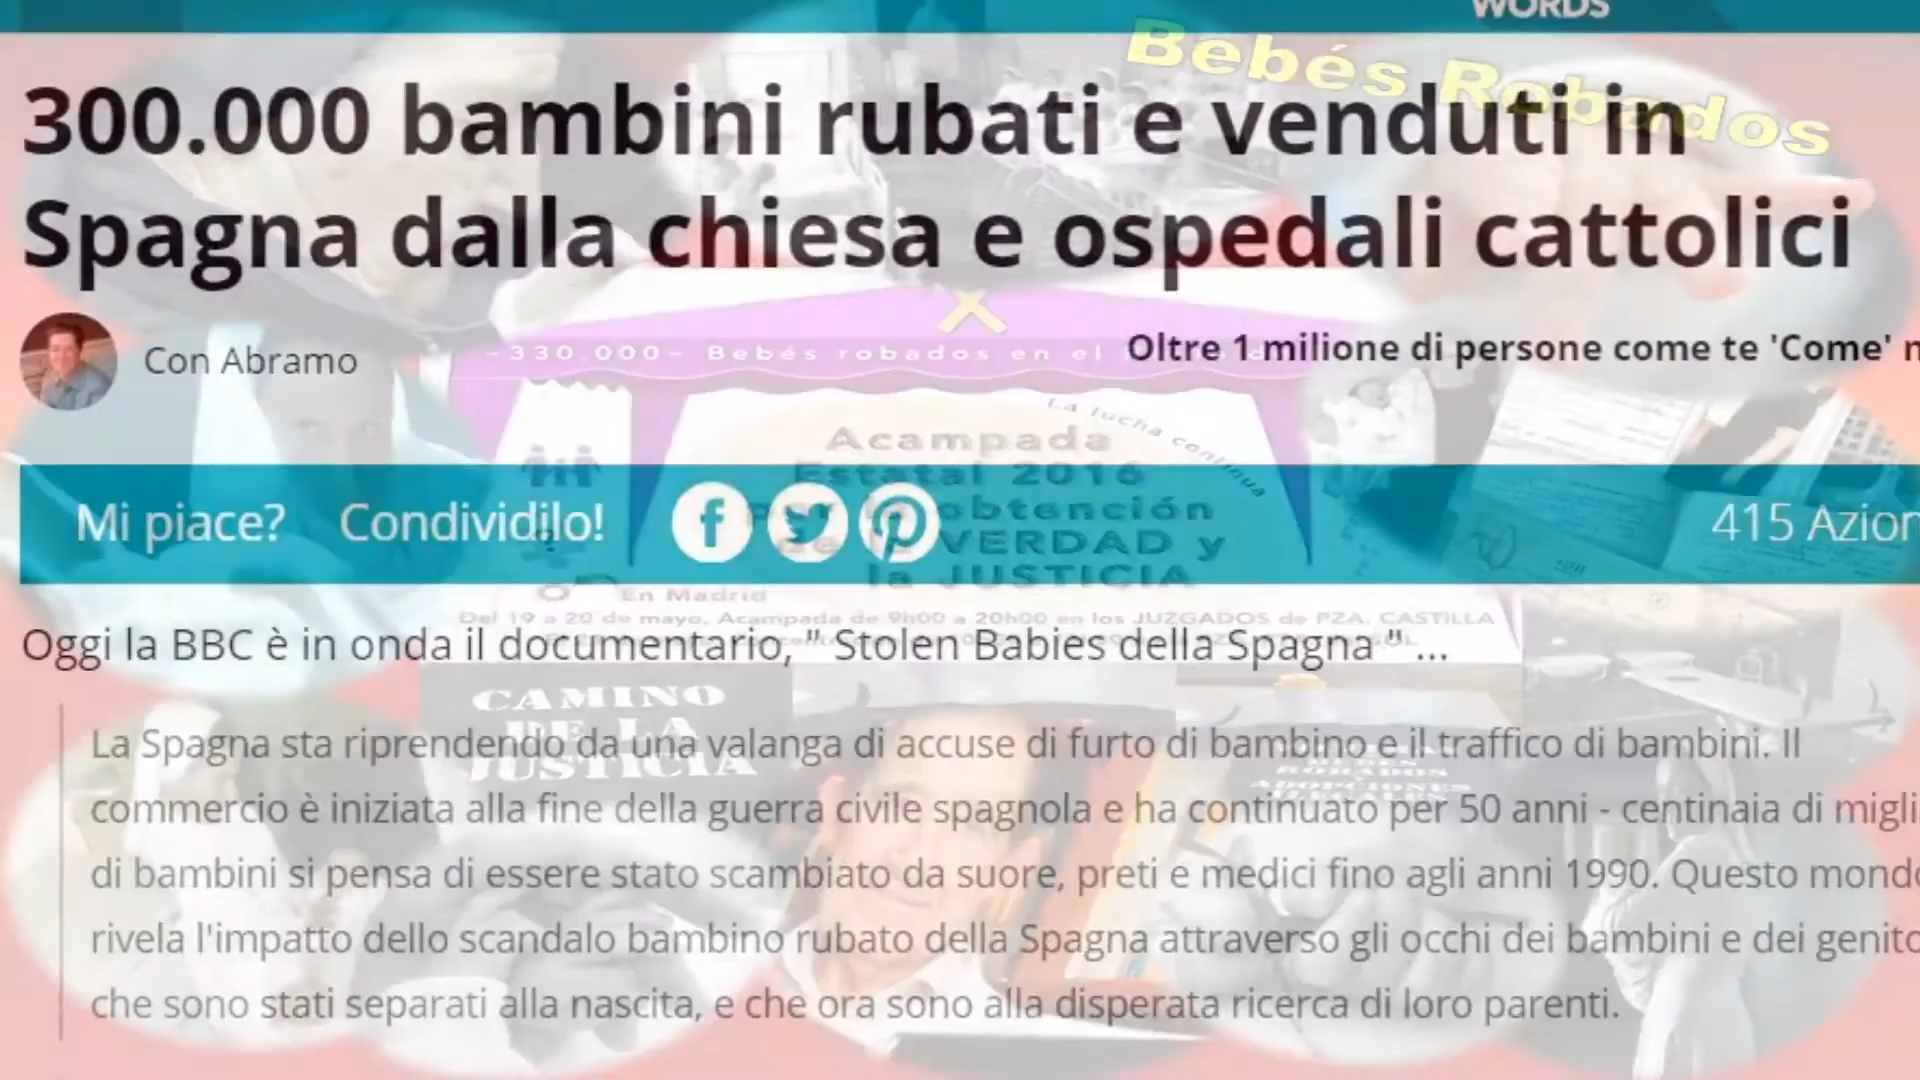 WORDS
Bebés Robados
300.000 bambini rubati e venduti in
Spagna dalla chiesa e ospedali cattolici
Con Abramo
Oltre 1 milione di persone come te 'Come'
-330.000- Bebés robados en el
La lucha continua
Acampada
Estatal 2016
obtención
VERDAD y
la JUSTICIA
Mi piace? Condividilo!
415
En Madrid
Del 19 a 20 de mayo, Acampada de 9h00 a 20h00 en los JUZGADOS de PZA. CASTILLA
Oggi la BBC è in onda il documentario, " Stolen Babies della Spagna " ...
CAMINO
DE LA
JUSTICIA
La Spagna sta riprendendo da una valanga di accuse di furto di bambino e il traffico di bambini. Il
commercio è iniziata alla fine della guerra civile spagnola e ha continuato per 50 anni - centinaia di
di bambini si pensa di essere stato scambiato da suore, preti e medici fino agli anni 1990. Questo
rivela l'impatto dello scandalo bambino rubato della Spagna attraverso gli occhi dei bambini e dei
che sono stati separati alla nascita, e che ora sono alla disperata ricerca di loro parenti.